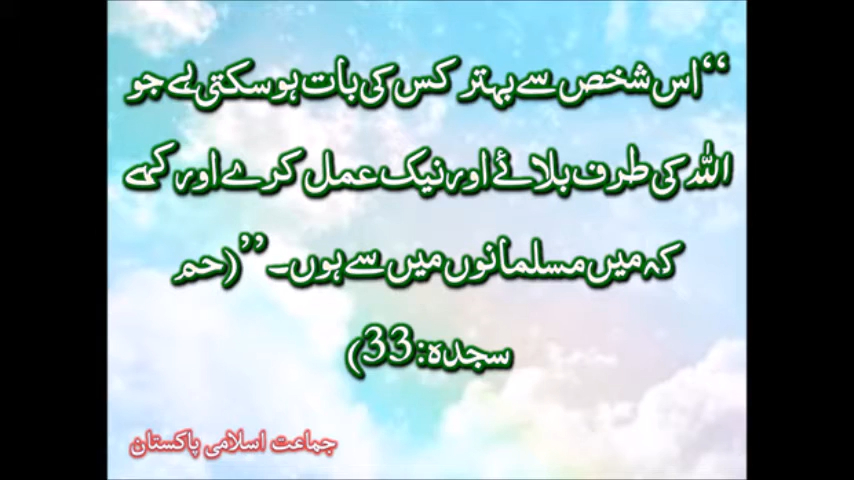 “اس شخص سے بہتر کس کی بات ہو سکتی ہے جو
اللہ کی طرف بلائے اور نیک عمل کرے اور کہے
کہ میں مسلمانوں میں سے ہوں۔” (حم
سجدہ:33)
جماعت اسلامی پاکستان